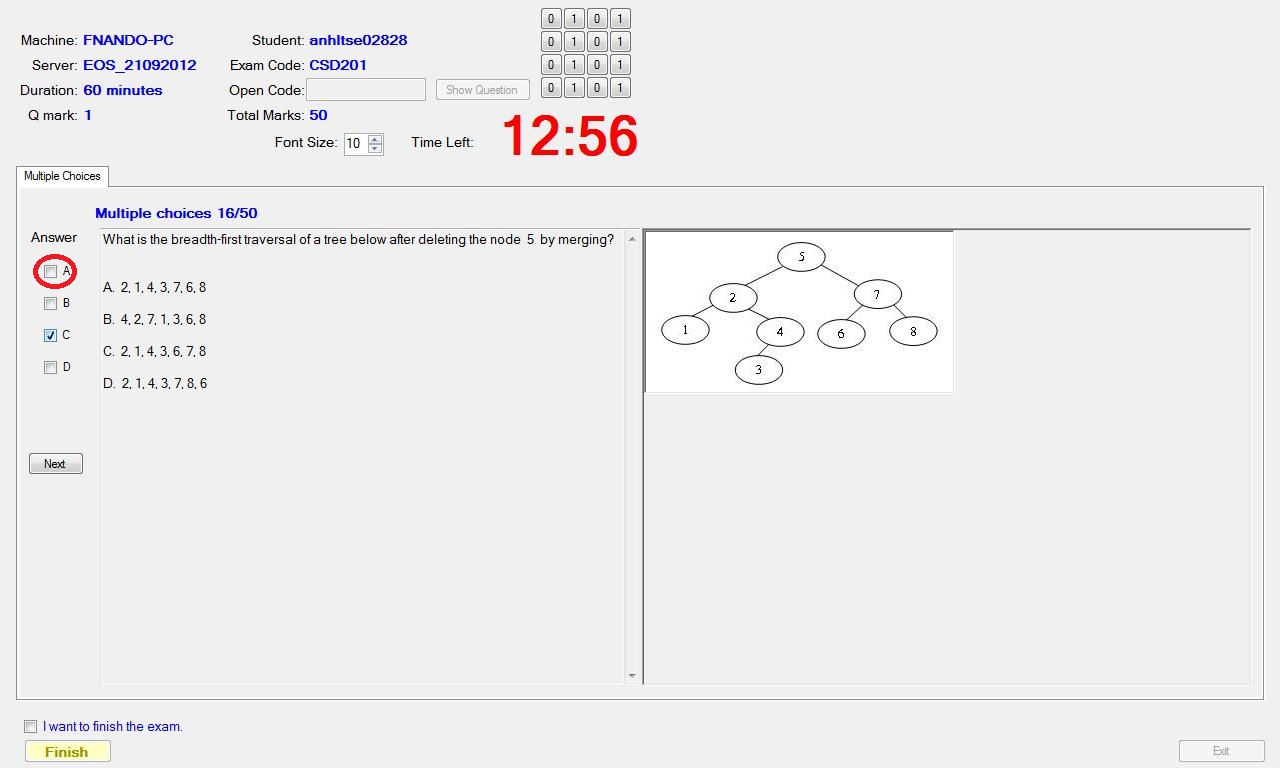 Machine: FNANDO-PC
Student: anhltse02828
Server: EOS_21092012
Exam Code: CSD201
Duration: 60 minutes
Open Code:
Show Question
Q mark: 1
Total Marks: 50
Font Size: 10
Time Left: 12:56
0 1 0 1
0 1 0 1
0 1 0 1
0 1 0 1
Multiple Choices
Multiple choices 16/50
Answer
A
B
C
D
Next
What is the breadth-first traversal of a tree below after deleting the node 5 by merging?
A. 2, 1, 4, 3, 7, 6, 8
B. 4, 2, 7, 1, 3, 6, 8
C. 2, 1, 4, 3, 6, 7, 8
D. 2, 1, 4, 3, 7, 8, 6
5
2 7
1 4 6 8
3
I want to finish the exam.
Finish
Exit